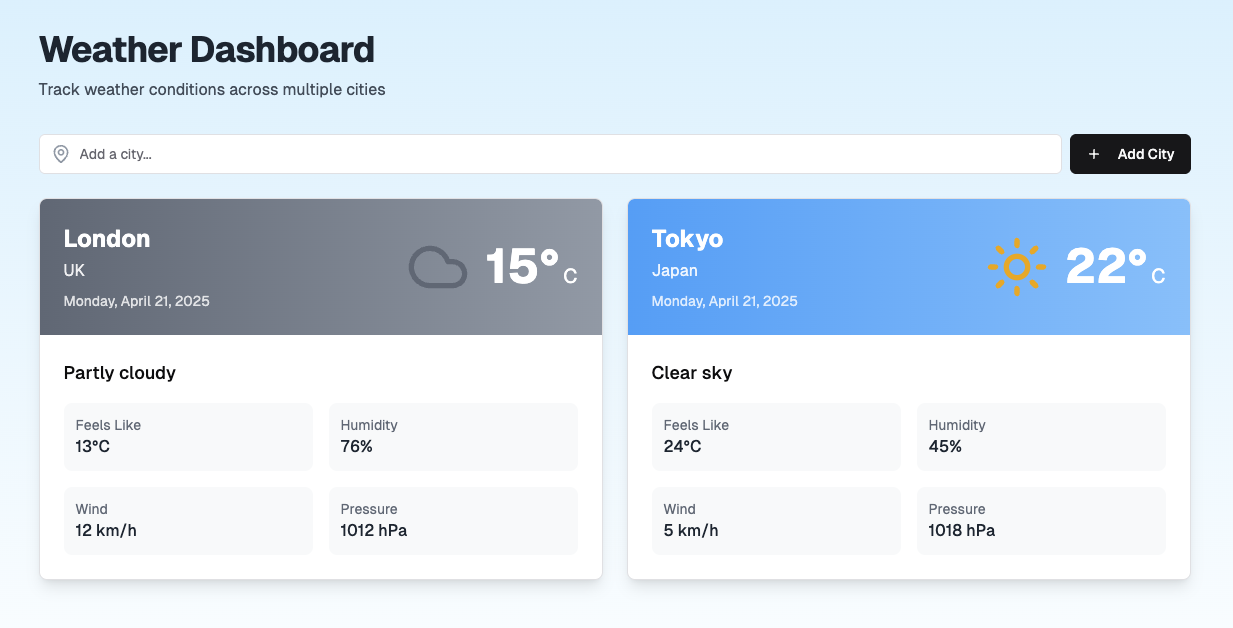 Weather Dashboard
Track weather conditions across multiple cities
Add a city...
+ Add City
London
UK
Monday, April 21, 2025
15° C
Partly cloudy
Feels Like
13°C
Humidity
76%
Wind
12 km/h
Pressure
1012 hPa
Tokyo
Japan
Monday, April 21, 2025
22° C
Clear sky
Feels Like
24°C
Humidity
45%
Wind
5 km/h
Pressure
1018 hPa